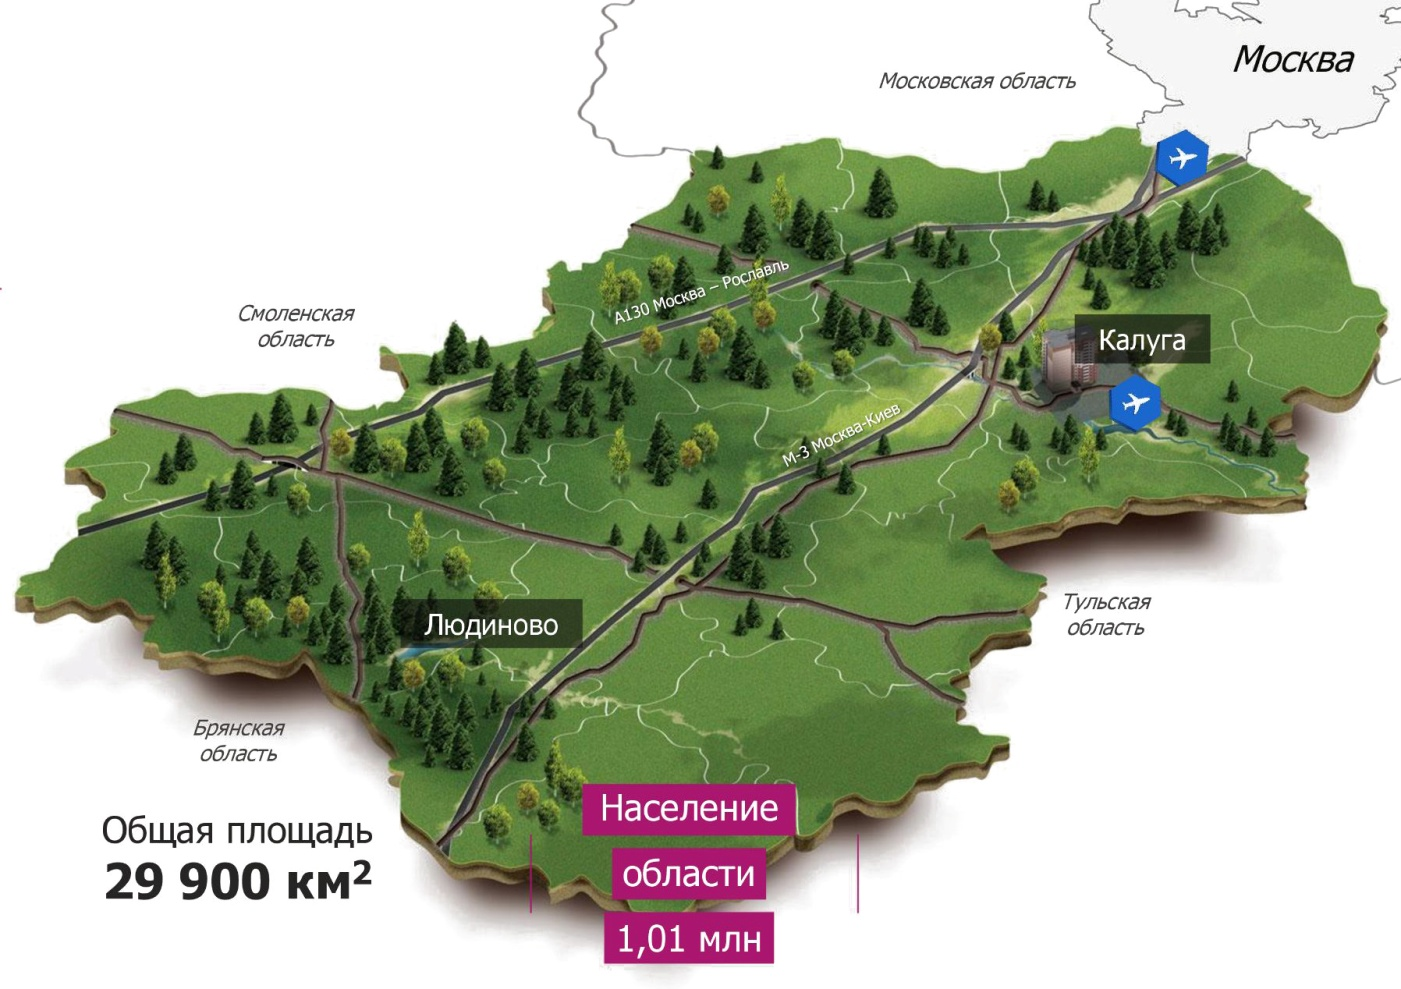 Москва
Московская область
А130 Москва – Рославль
Смоленская
область
Калуга
М-3 Москва-Киев
Людиново
Тульская
область
Брянская
область
Общая площадь
29 900 км²
Население
области
1,01 млн